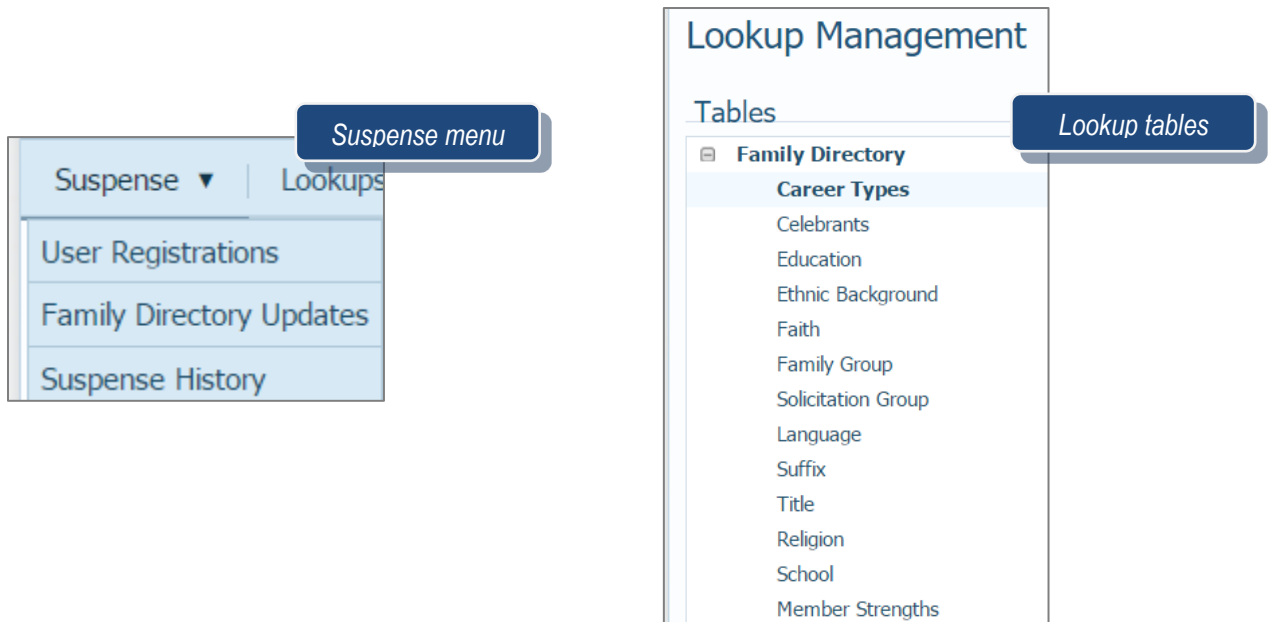 Suspense menu
Suspense ▼ Lookups
User Registrations
Family Directory Updates
Suspense History
Lookup Management
Tables
Lookup tables
Family Directory
Career Types
Celebrants
Education
Ethnic Background
Faith
Family Group
Solicitation Group
Language
Suffix
Title
Religion
School
Member Strengths